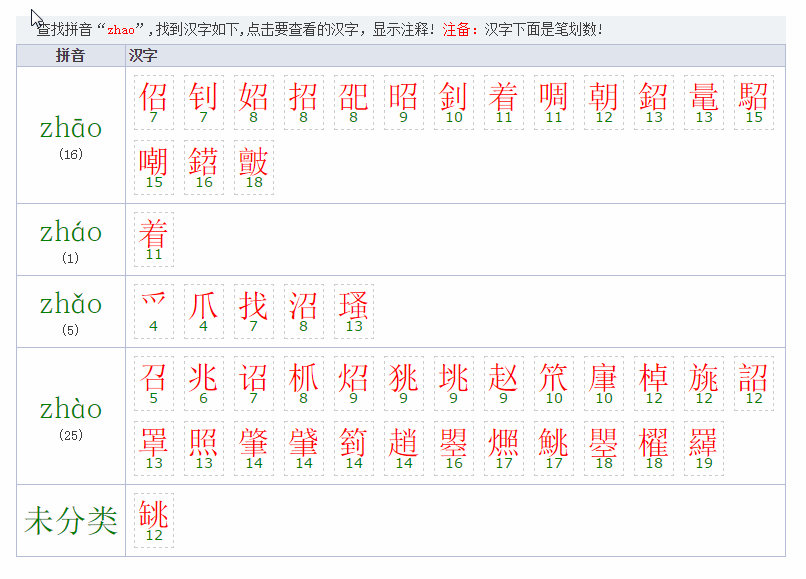 查找拼音“zhao”,找到汉字如下,点击要查看的汉字，显示注释! 注备：汉字下面是笔划数!
拼音 汉字
zhāo
(16)
佋 钊 妱 招 巶 昭 釗 着 啁 朝 鉊 駋
7 7 8 8 8 9 10 11 11 12 13 13 15
嘲 鍣 皽
15 16 18
zháo
(1)
着
11
zhǎo
(5)
爫 爪 找 沼 瑵
4 4 7 8 13
zhào
(25)
召 兆 诏 枛 炤 狣 垗 赵 笊 肁 棹 旐 詔
5 6 7 8 9 9 9 9 10 10 12 12 12
罩 照 肇 肈 箌 趙 曌 燳 鮡 瞾 櫂 羄
13 13 14 14 14 14 16 17 17 18 18 19
未分类
䍮
12